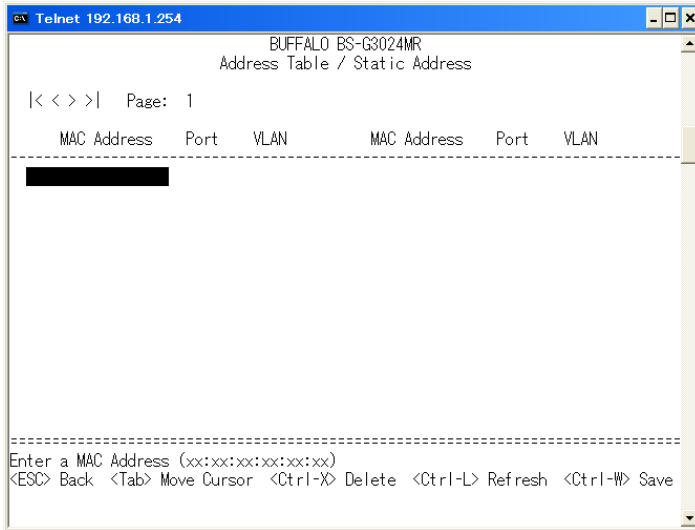 Telnet 192.168.1.254
BUFFALO BS-G3024MR
Address Table / Static Address
|< < > >| Page: 1
MAC Address Port VLAN MAC Address Port VLAN
Enter a MAC Address (xx:xx:xx:xx:xx:xx)
<ESC> Back <Tab> Move Cursor <Ctrl-X> Delete <Ctrl-L> Refresh <Ctrl-W> Save